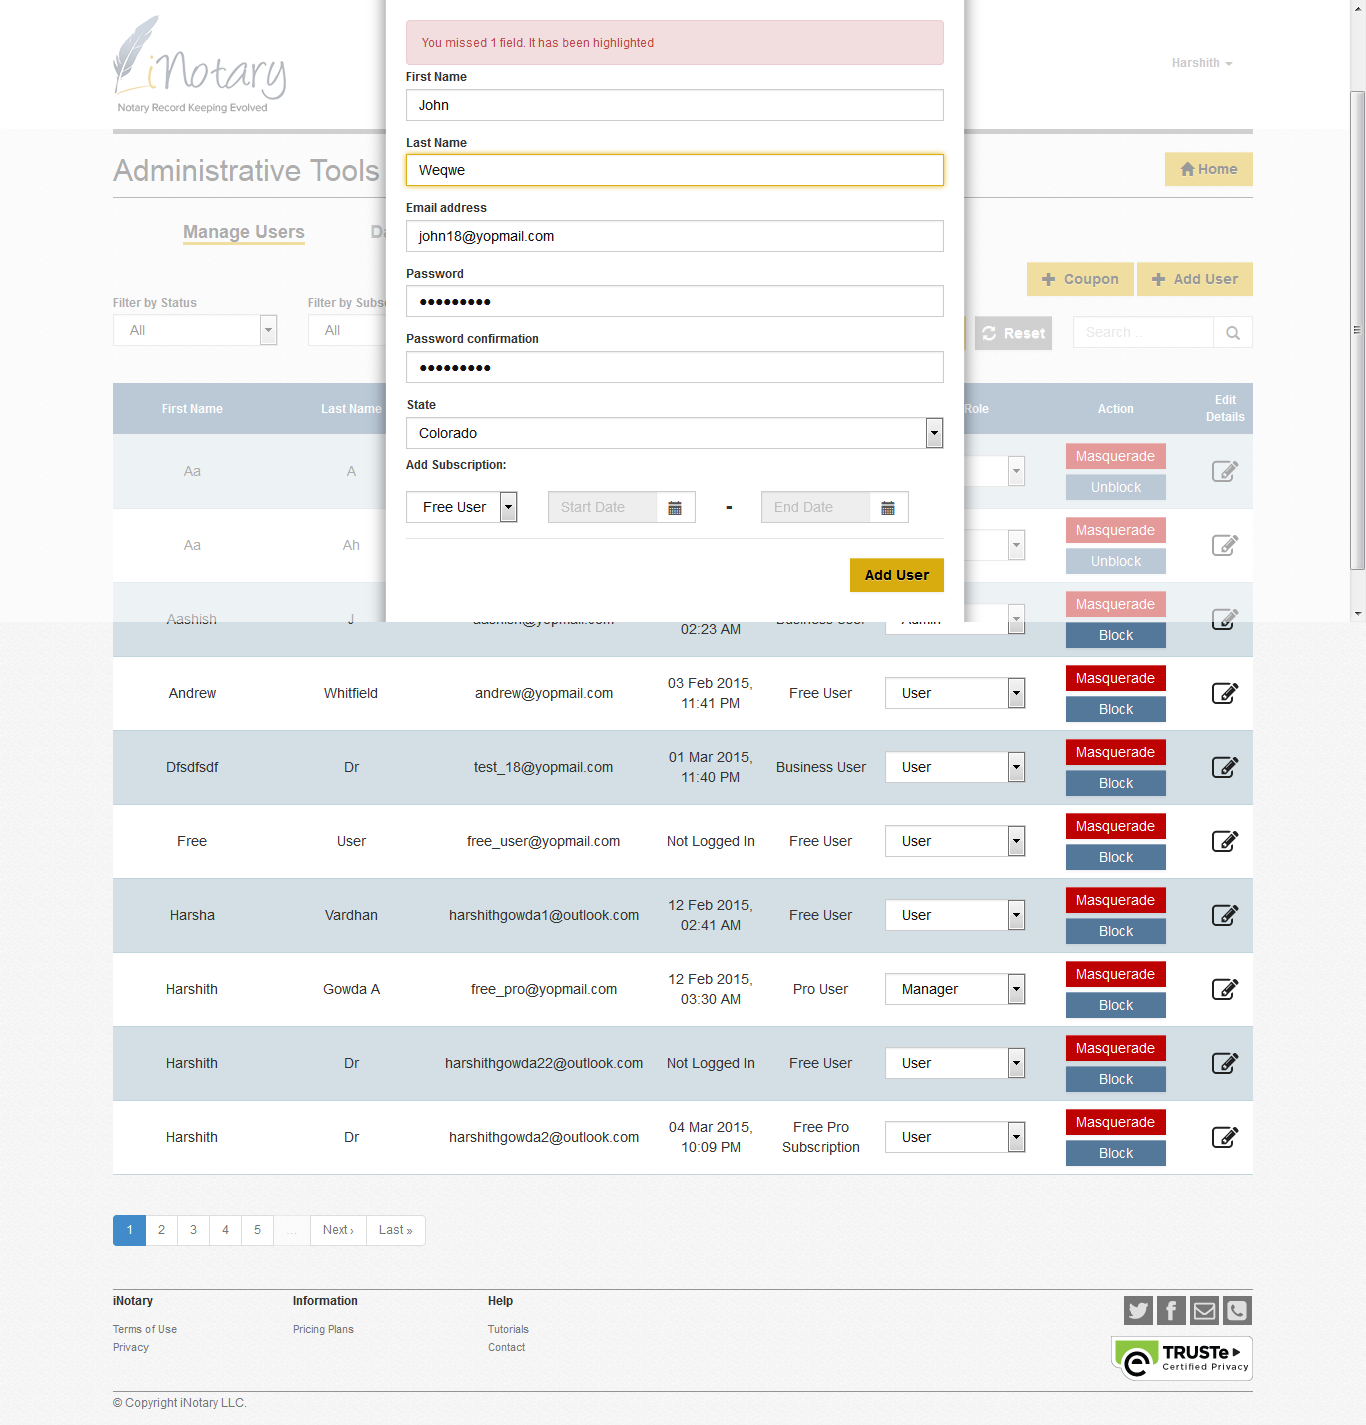 iNotary
Notary Record Keeping Evolved
Harshith
You missed 1 field. It has been highlighted
First Name
John
Last Name
Weqwe
Email address
john18@yopmail.com
Password
●●●●●●●●●
Password confirmation
●●●●●●●●●
State
Colorado
Add Subscription:
Free User Start Date - End Date
Add User
Administrative Tools
Home
Manage Users
Coupon Add User
Filter by Status
All
All
Reset Search ..
First Name Last Name Role Action Edit Details
Aa A Masquerade
Unblock
Aa Ah Masquerade
Unblock
Aashish J aashish@yopmail.com 02:23 AM Business User Admin Masquerade
Block
Andrew Whitfield andrew@yopmail.com 03 Feb 2015, 11:41 PM Free User User Masquerade
Block
Dfsdfsdf Dr test_18@yopmail.com 01 Mar 2015, 11:40 PM Business User User Masquerade
Block
Free User free_user@yopmail.com Not Logged In Free User User Masquerade
Block
Harsha Vardhan harshithgowda1@outlook.com 12 Feb 2015, 02:41 AM Free User User Masquerade
Block
Harshith Gowda A free_pro@yopmail.com 12 Feb 2015, 03:30 AM Pro User Manager Masquerade
Block
Harshith Dr harshithgowda22@outlook.com Not Logged In Free User User Masquerade
Block
Harshith Dr harshithgowda2@outlook.com 04 Mar 2015, 10:09 PM Free Pro Subscription User Masquerade
Block
1 2 3 4 5 ... Next › Last »
iNotary Information Help
Terms of Use Pricing Plans Tutorials
Privacy Contact
TRUSTe
Certified Privacy
© Copyright iNotary LLC.